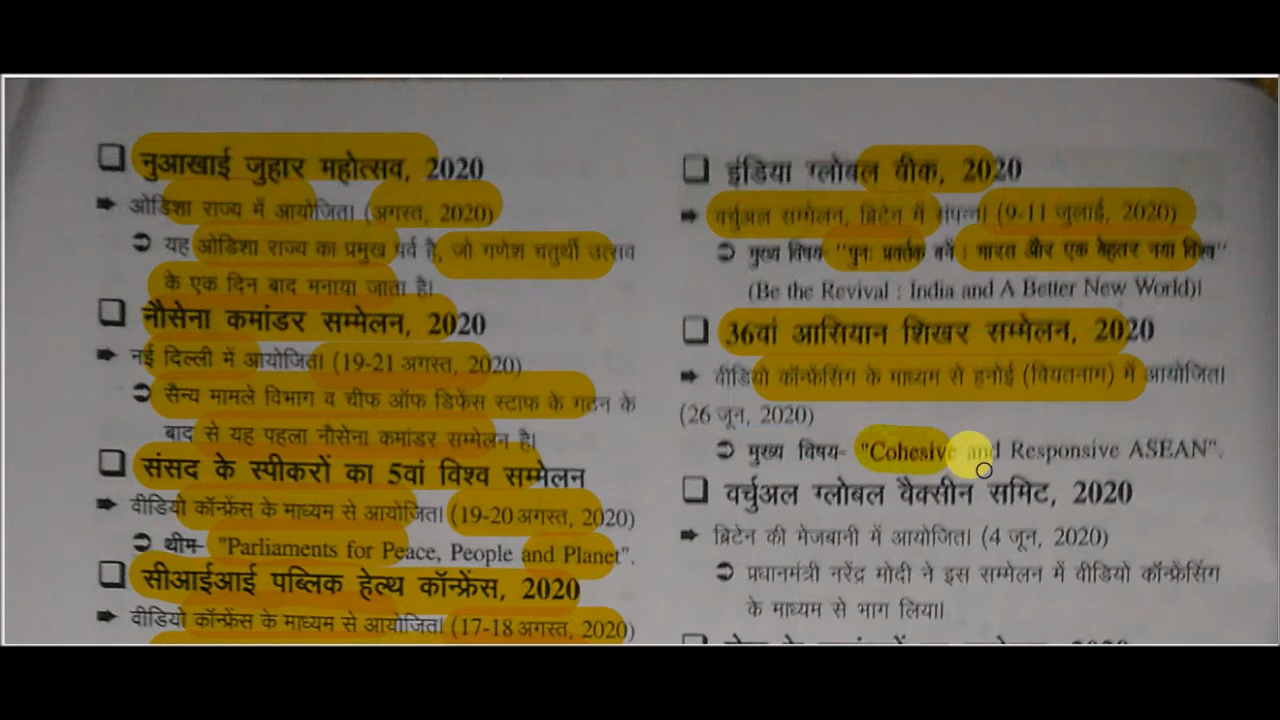 ❑ नुआखाई जुहार महोत्सव, 2020
➠ ओडिशा राज्य में आयोजित। (अगस्त, 2020)
➲ यह ओडिशा राज्य का प्रमुख पर्व है, जो गणेश चतुर्थी उत्सव
के एक दिन बाद मनाया जाता है।
❑ नौसेना कमांडर सम्मेलन, 2020
➠ नई दिल्ली में आयोजित। (19-21 अगस्त, 2020)
➲ सैन्य मामले विभाग व चीफ ऑफ डिफेंस स्टाफ के गठन के
बाद से यह पहला नौसेना कमांडर सम्मेलन है।
❑ संसद के स्पीकरों का 5वां विश्व सम्मेलन
➠ वीडियो कॉन्फ्रेंस के माध्यम से आयोजित। (19-20 अगस्त, 2020)
➲ थीम- "Parliaments for Peace, People and Planet".
❑ सीआईआई पब्लिक हेल्थ कॉन्फ्रेंस, 2020
➠ वीडियो कॉन्फ्रेंस के माध्यम से आयोजित। (17-18 अगस्त, 2020)
❑ इंडिया ग्लोबल वीक, 2020
➠ वर्चुअल सम्मेलन, ब्रिटेन में संपन्न। (9-11 जुलाई, 2020)
➲ मुख्य विषय- "पुनः प्रवर्तक बनें : भारत और एक बेहतर नया विश्व"
(Be the Revival : India and A Better New World)।
❑ 36वां आसियान शिखर सम्मेलन, 2020
➠ वीडियो कॉन्फ्रेंसिंग के माध्यम से हनोई (वियतनाम) में आयोजित।
(26 जून, 2020)
➲ मुख्य विषय- "Cohesive and Responsive ASEAN".
❑ वर्चुअल ग्लोबल वैक्सीन समिट, 2020
➠ ब्रिटेन की मेजबानी में आयोजित। (4 जून, 2020)
➲ प्रधानमंत्री नरेंद्र मोदी ने इस सम्मेलन में वीडियो कॉन्फ्रेंसिंग
के माध्यम से भाग लिया।